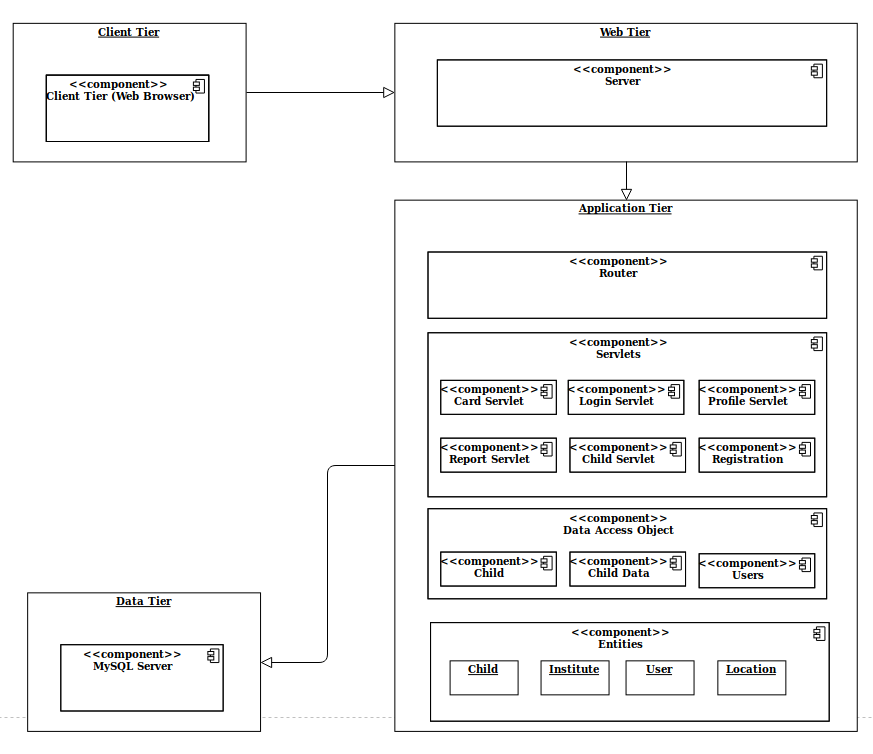 Client Tier
<<component>>
Client Tier (Web Browser)
Web Tier
<<component>>
Server
Application Tier
<<component>>
Router
<<component>>
Servlets
<<component>>
Card Servlet
<<component>>
Login Servlet
<<component>>
Profile Servlet
<<component>>
Report Servlet
<<component>>
Child Servlet
<<component>>
Registration
<<component>>
Data Access Object
<<component>>
Child
<<component>>
Child Data
<<component>>
Users
<<component>>
Entities
Child
Institute
User
Location
Data Tier
<<component>>
MySQL Server